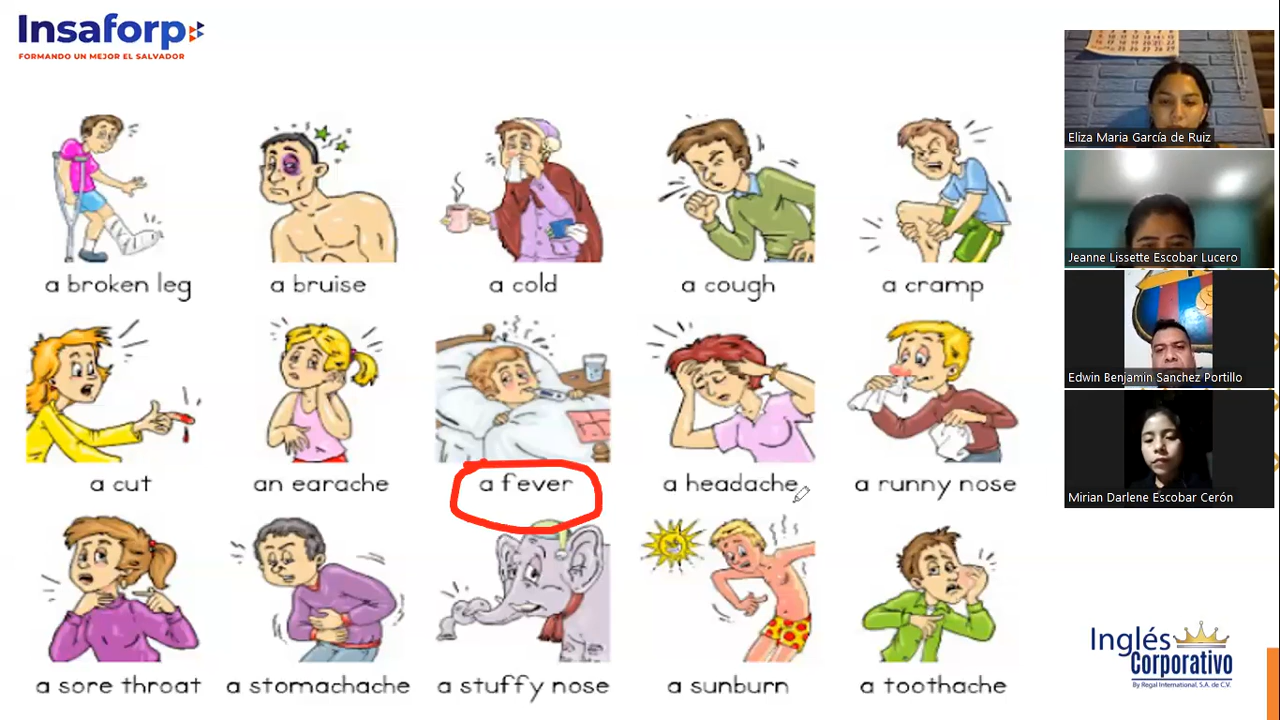 Insaforp
FORMANDO UN MEJOR EL SALVADOR
a broken leg
a bruise
a cold
a cough
a cramp
a cut
an earache
a fever
a headache
a runny nose
a sore throat
a stomachache
a stuffy nose
a sunburn
a toothache
Eliza Maria García de Ruiz
Jeanne Lissette Escobar Lucero
Edwin Benjamin Sanchez Portillo
Mirian Darlene Escobar Cerón
Inglés
Corporativo
By Regal International, S.A. de C.V.